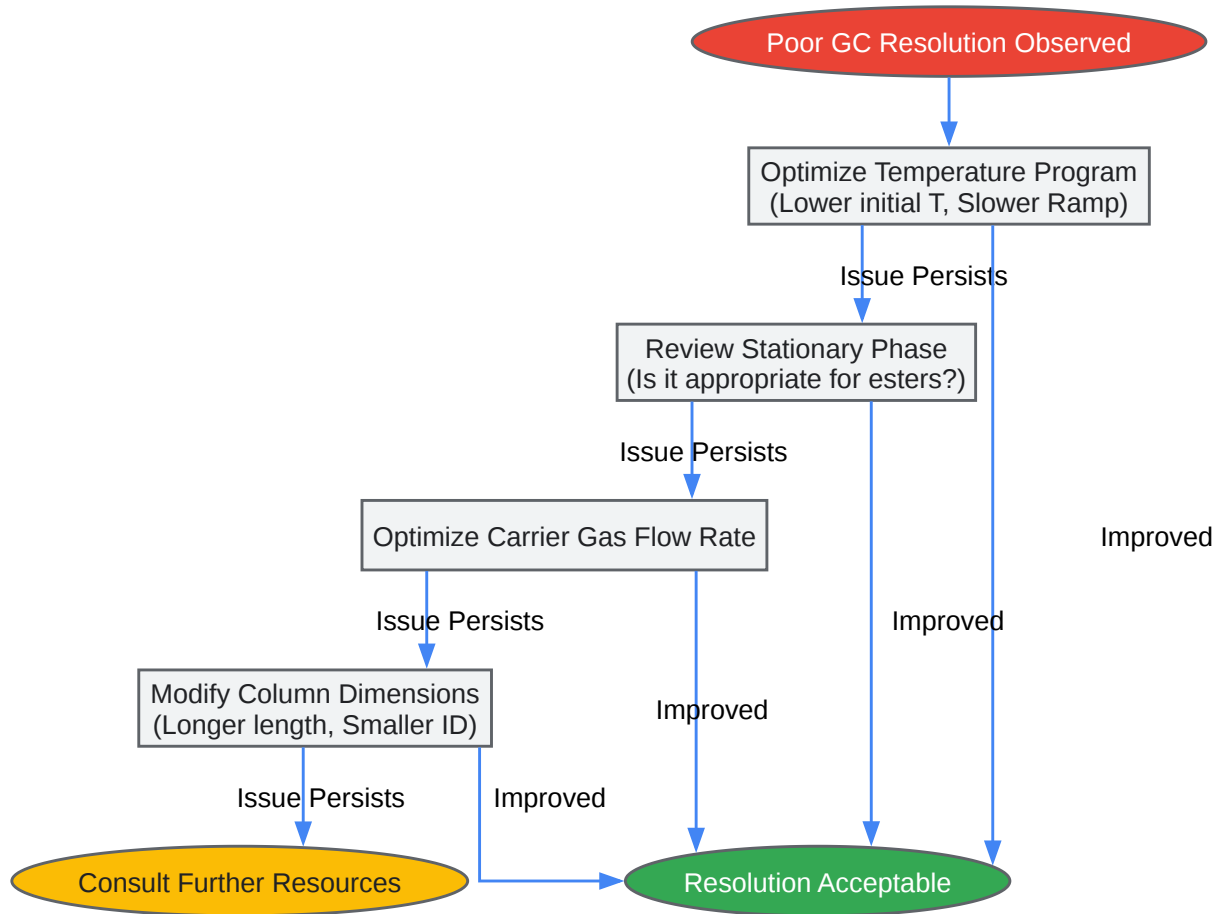 Poor GC Resolution Observed
Optimize Temperature Program
(Lower initial T, Slower Ramp)
Issue Persists
Review Stationary Phase
(Is it appropriate for esters?)
Issue Persists
Optimize Carrier Gas Flow Rate
Improved
Issue Persists
Improved
Modify Column Dimensions
(Longer length, Smaller ID)
Improved
Issue Persists
Improved
Consult Further Resources
Resolution Acceptable